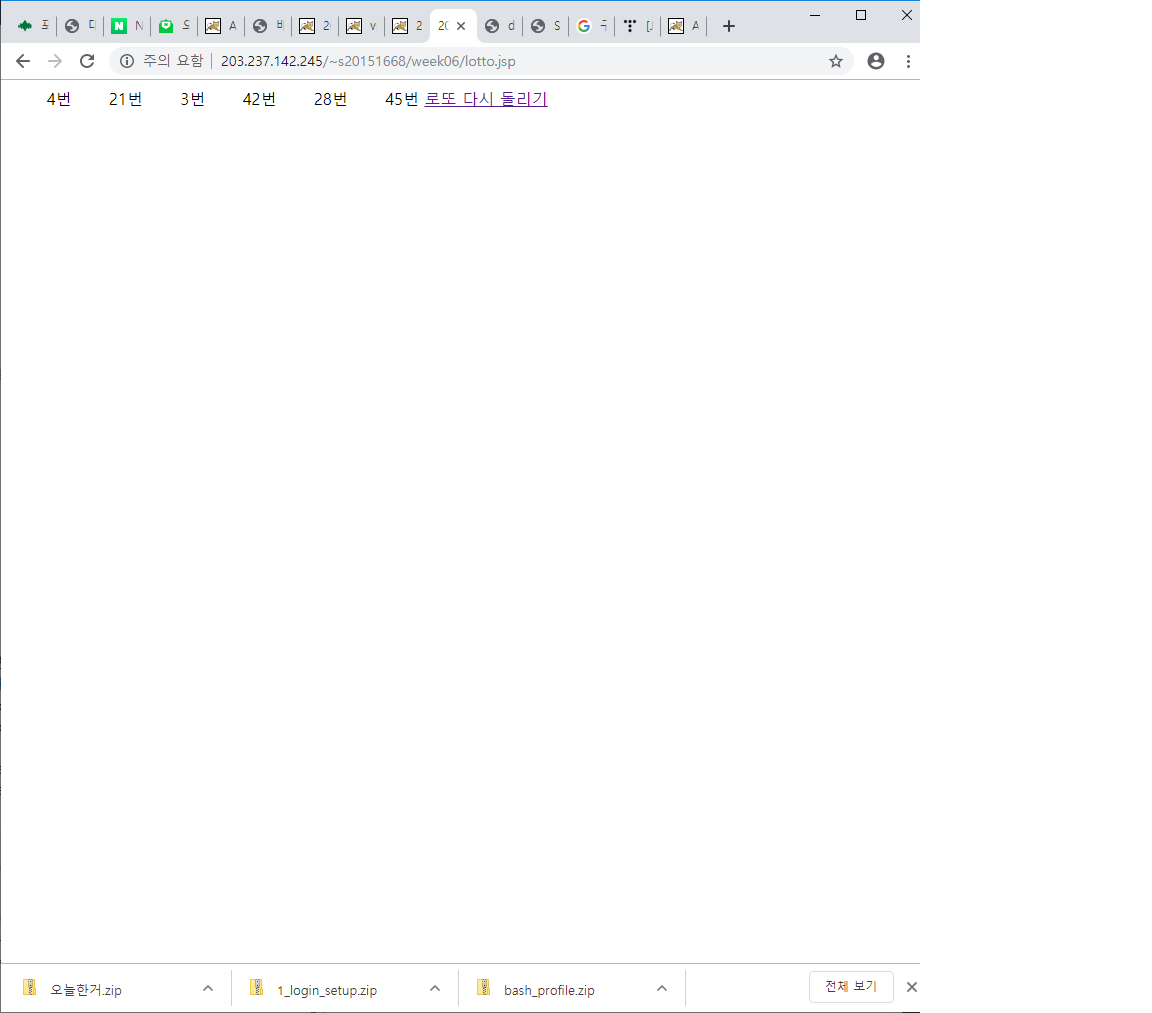 주의 요함 203.237.142.245/~s20151668/week06/lotto.jsp
4번 21번 3번 42번 28번 45번 로또 다시 돌리기
오늘한거.zip 1_login_setup.zip bash_profile.zip 전체 보기